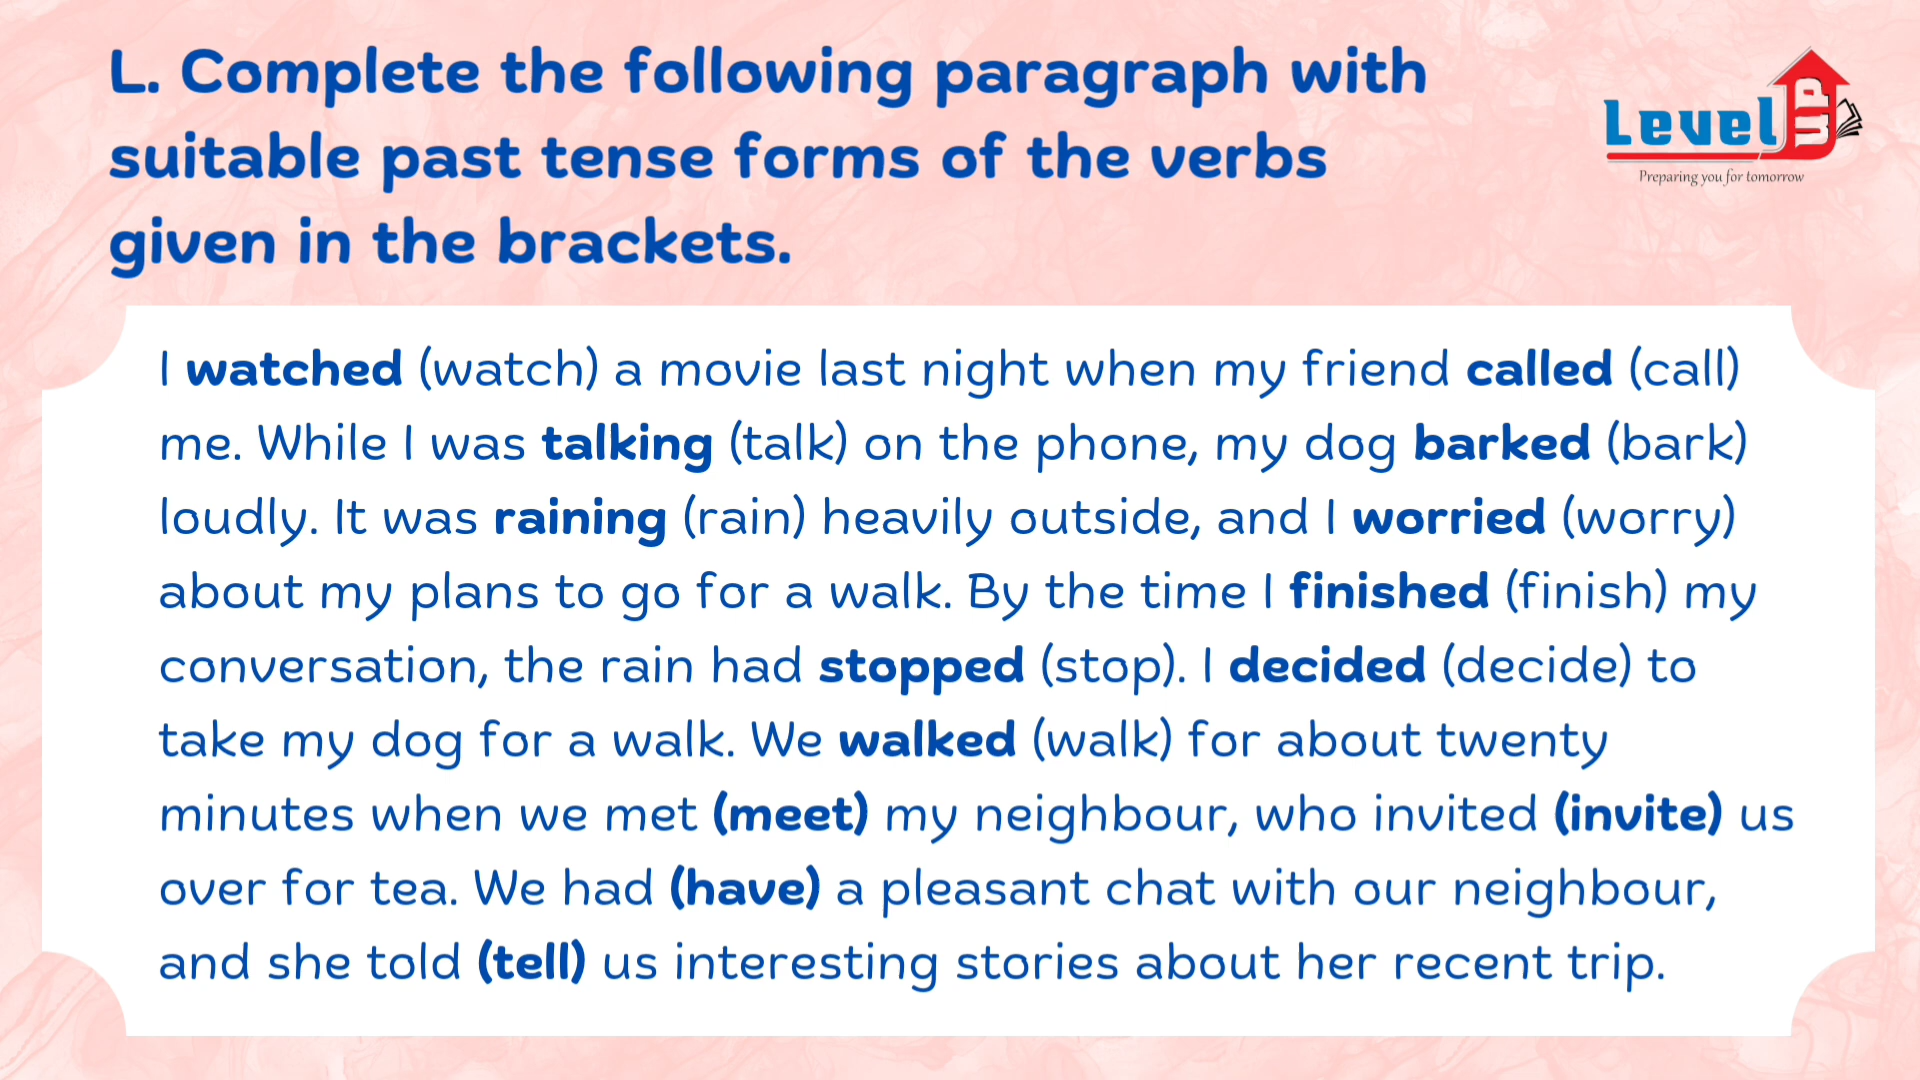 L. Complete the following paragraph with
suitable past tense forms of the verbs
given in the brackets.
Level UP
Preparing you for tomorrow
I watched (watch) a movie last night when my friend called (call)
me. While I was talking (talk) on the phone, my dog barked (bark)
loudly. It was raining (rain) heavily outside, and I worried (worry)
about my plans to go for a walk. By the time I finished (finish) my
conversation, the rain had stopped (stop). I decided (decide) to
take my dog for a walk. We walked (walk) for about twenty
minutes when we met (meet) my neighbour, who invited (invite) us
over for tea. We had (have) a pleasant chat with our neighbour,
and she told (tell) us interesting stories about her recent trip.